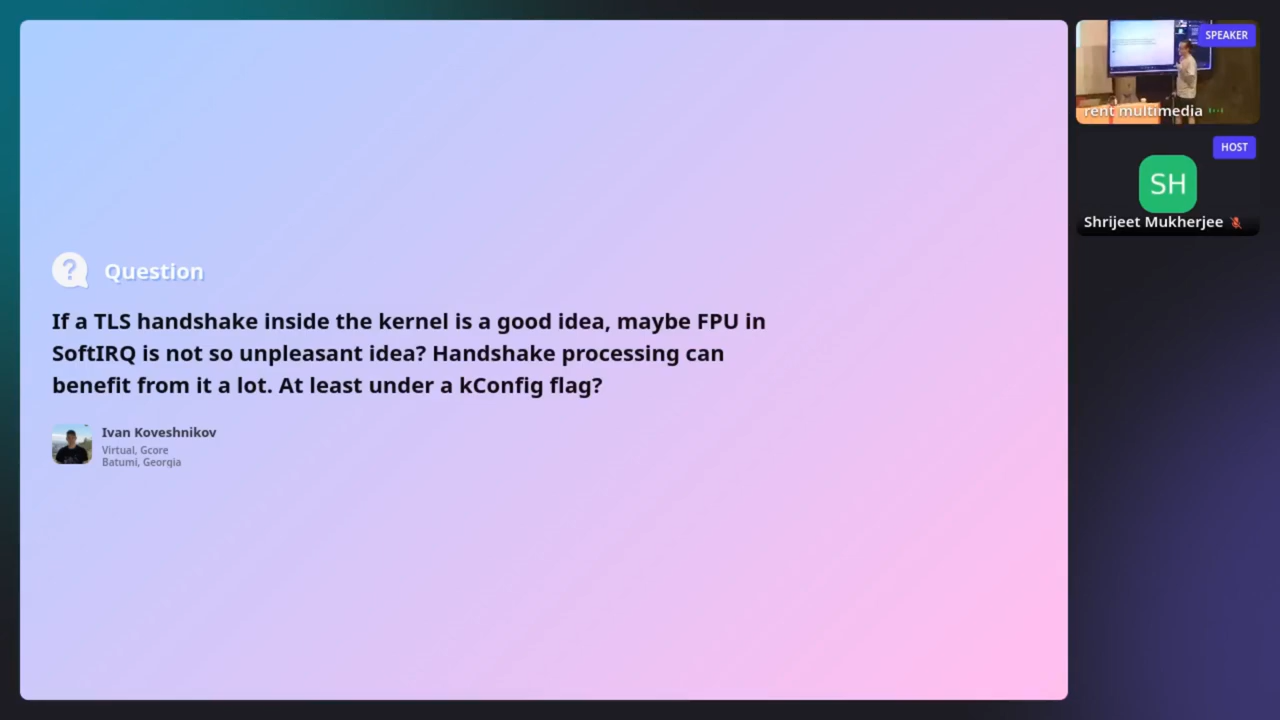 Question
If a TLS handshake inside the kernel is a good idea, maybe FPU in
SoftIRQ is not so unpleasant idea? Handshake processing can
benefit from it a lot. At least under a kConfig flag?
Ivan Koveshnikov
Virtual, Gcore
Batumi, Georgia
SPEAKER
rent multimedia
HOST
SH
Shrijeet Mukherjee